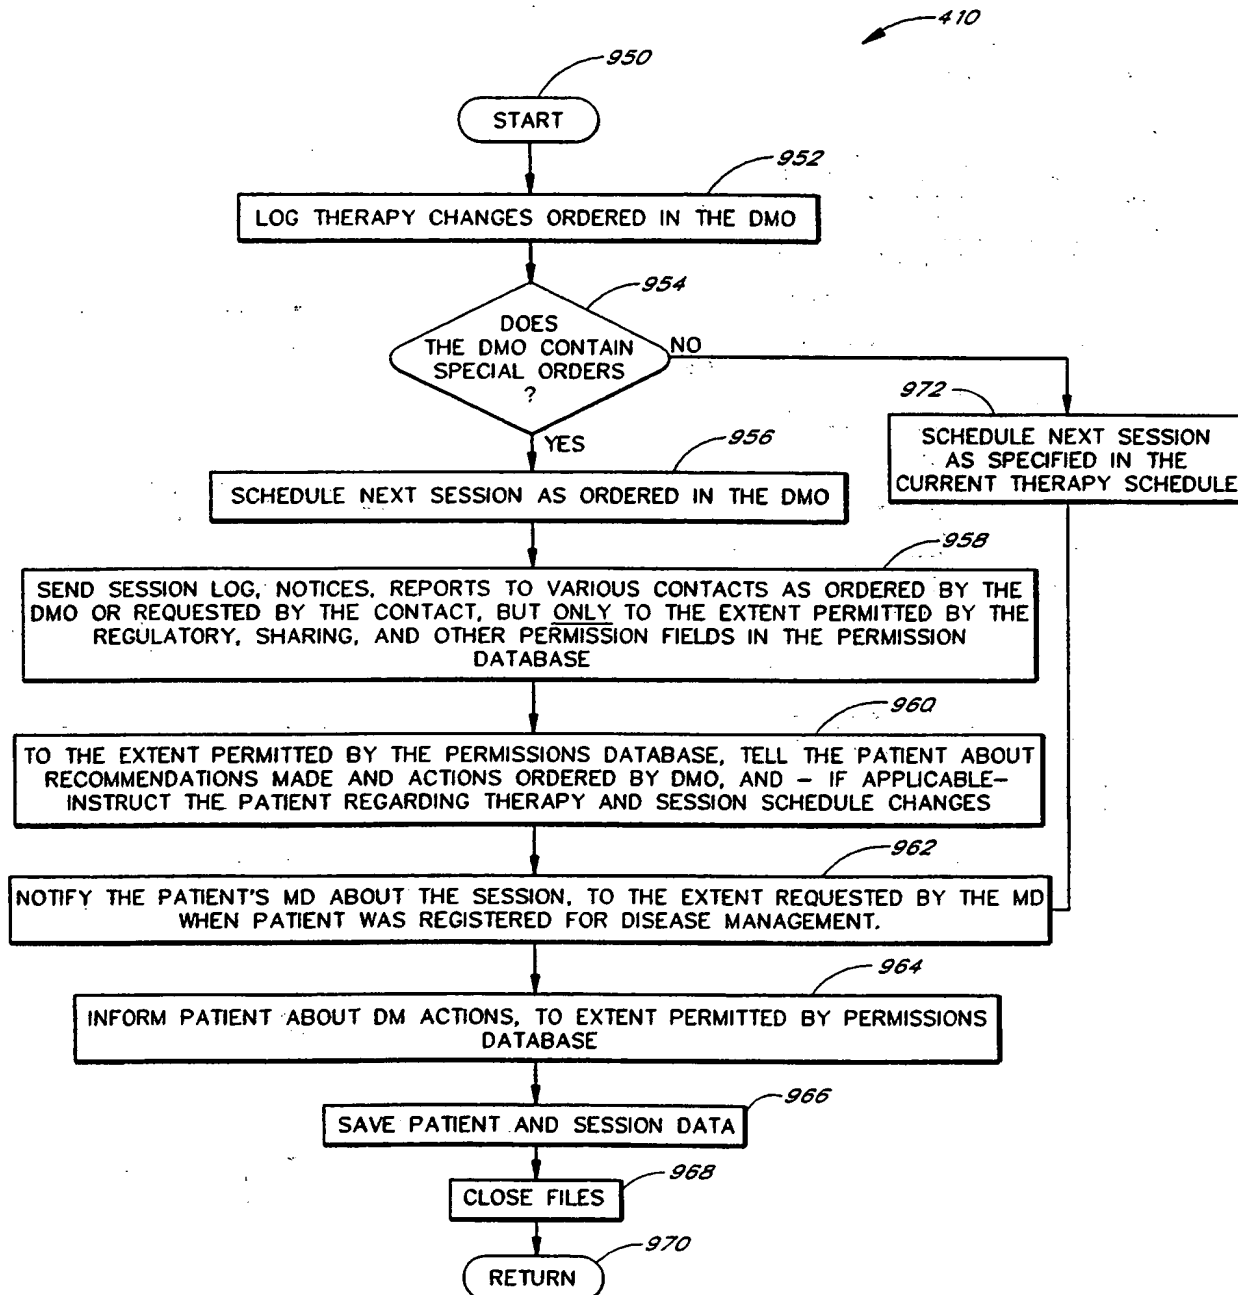 410
950
START
952
LOG THERAPY CHANGES ORDERED IN THE DMO
954
DOES
THE DMO CONTAIN
SPECIAL ORDERS
?
NO
YES
972
SCHEDULE NEXT SESSION
AS SPECIFIED IN THE
CURRENT THERAPY SCHEDULE
956
SCHEDULE NEXT SESSION AS ORDERED IN THE DMO
958
SEND SESSION LOG, NOTICES, REPORTS TO VARIOUS CONTACTS AS ORDERED BY THE
DMO OR REQUESTED BY THE CONTACT, BUT ONLY TO THE EXTENT PERMITTED BY THE
REGULATORY, SHARING, AND OTHER PERMISSION FIELDS IN THE PERMISSION
DATABASE
960
TO THE EXTENT PERMITTED BY THE PERMISSIONS DATABASE, TELL THE PATIENT ABOUT
RECOMMENDATIONS MADE AND ACTIONS ORDERED BY DMO, AND – IF APPLICABLE–
INSTRUCT THE PATIENT REGARDING THERAPY AND SESSION SCHEDULE CHANGES
962
NOTIFY THE PATIENT'S MD ABOUT THE SESSION, TO THE EXTENT REQUESTED BY THE MD
WHEN PATIENT WAS REGISTERED FOR DISEASE MANAGEMENT.
964
INFORM PATIENT ABOUT DM ACTIONS, TO EXTENT PERMITTED BY PERMISSIONS
DATABASE
966
SAVE PATIENT AND SESSION DATA
968
CLOSE FILES
970
RETURN